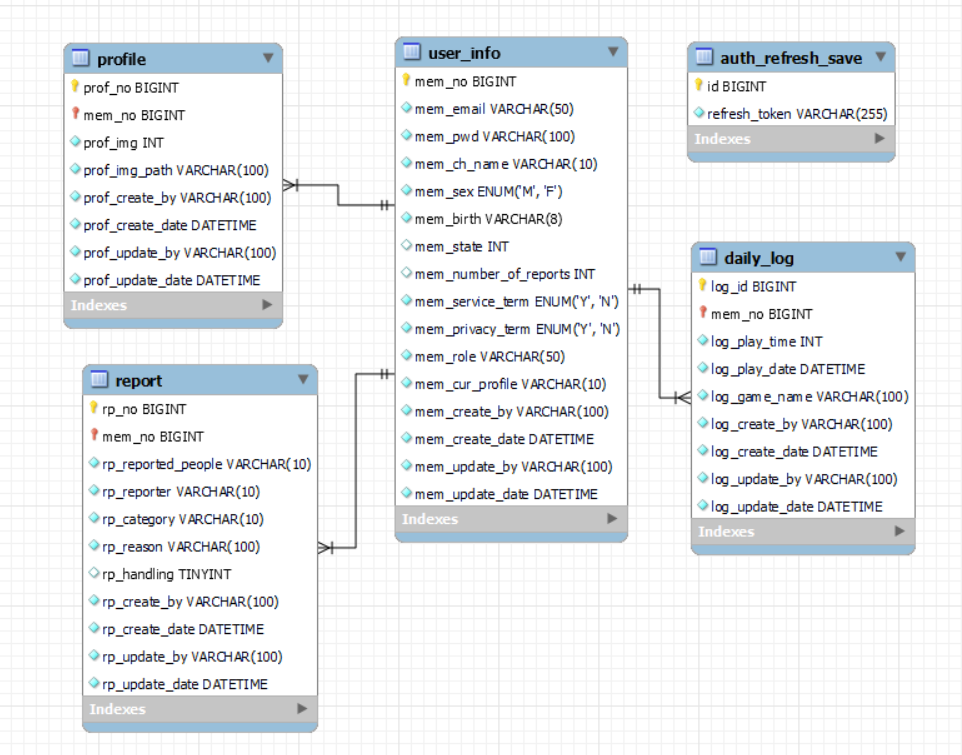 profile
prof_no BIGINT
mem_no BIGINT
prof_img INT
prof_img_path VARCHAR(100)
prof_create_by VARCHAR(100)
prof_create_date DATETIME
prof_update_by VARCHAR(100)
prof_update_date DATETIME
Indexes
report
rp_no BIGINT
mem_no BIGINT
rp_reported_people VARCHAR(10)
rp_reporter VARCHAR(10)
rp_category VARCHAR(10)
rp_reason VARCHAR(100)
rp_handling TINYINT
rp_create_by VARCHAR(100)
rp_create_date DATETIME
rp_update_by VARCHAR(100)
rp_update_date DATETIME
Indexes
user_info
mem_no BIGINT
mem_email VARCHAR(50)
mem_pwd VARCHAR(100)
mem_ch_name VARCHAR(10)
mem_sex ENUM('M', 'F')
mem_birth VARCHAR(8)
mem_state INT
mem_number_of_reports INT
mem_service_term ENUM('Y', 'N')
mem_privacy_term ENUM('Y', 'N')
mem_role VARCHAR(50)
mem_cur_profile VARCHAR(10)
mem_create_by VARCHAR(100)
mem_create_date DATETIME
mem_update_by VARCHAR(100)
mem_update_date DATETIME
Indexes
auth_refresh_save
id BIGINT
refresh_token VARCHAR(255)
Indexes
daily_log
log_id BIGINT
mem_no BIGINT
log_play_time INT
log_play_date DATETIME
log_game_name VARCHAR(100)
log_create_by VARCHAR(100)
log_create_date DATETIME
log_update_by VARCHAR(100)
log_update_date DATETIME
Indexes